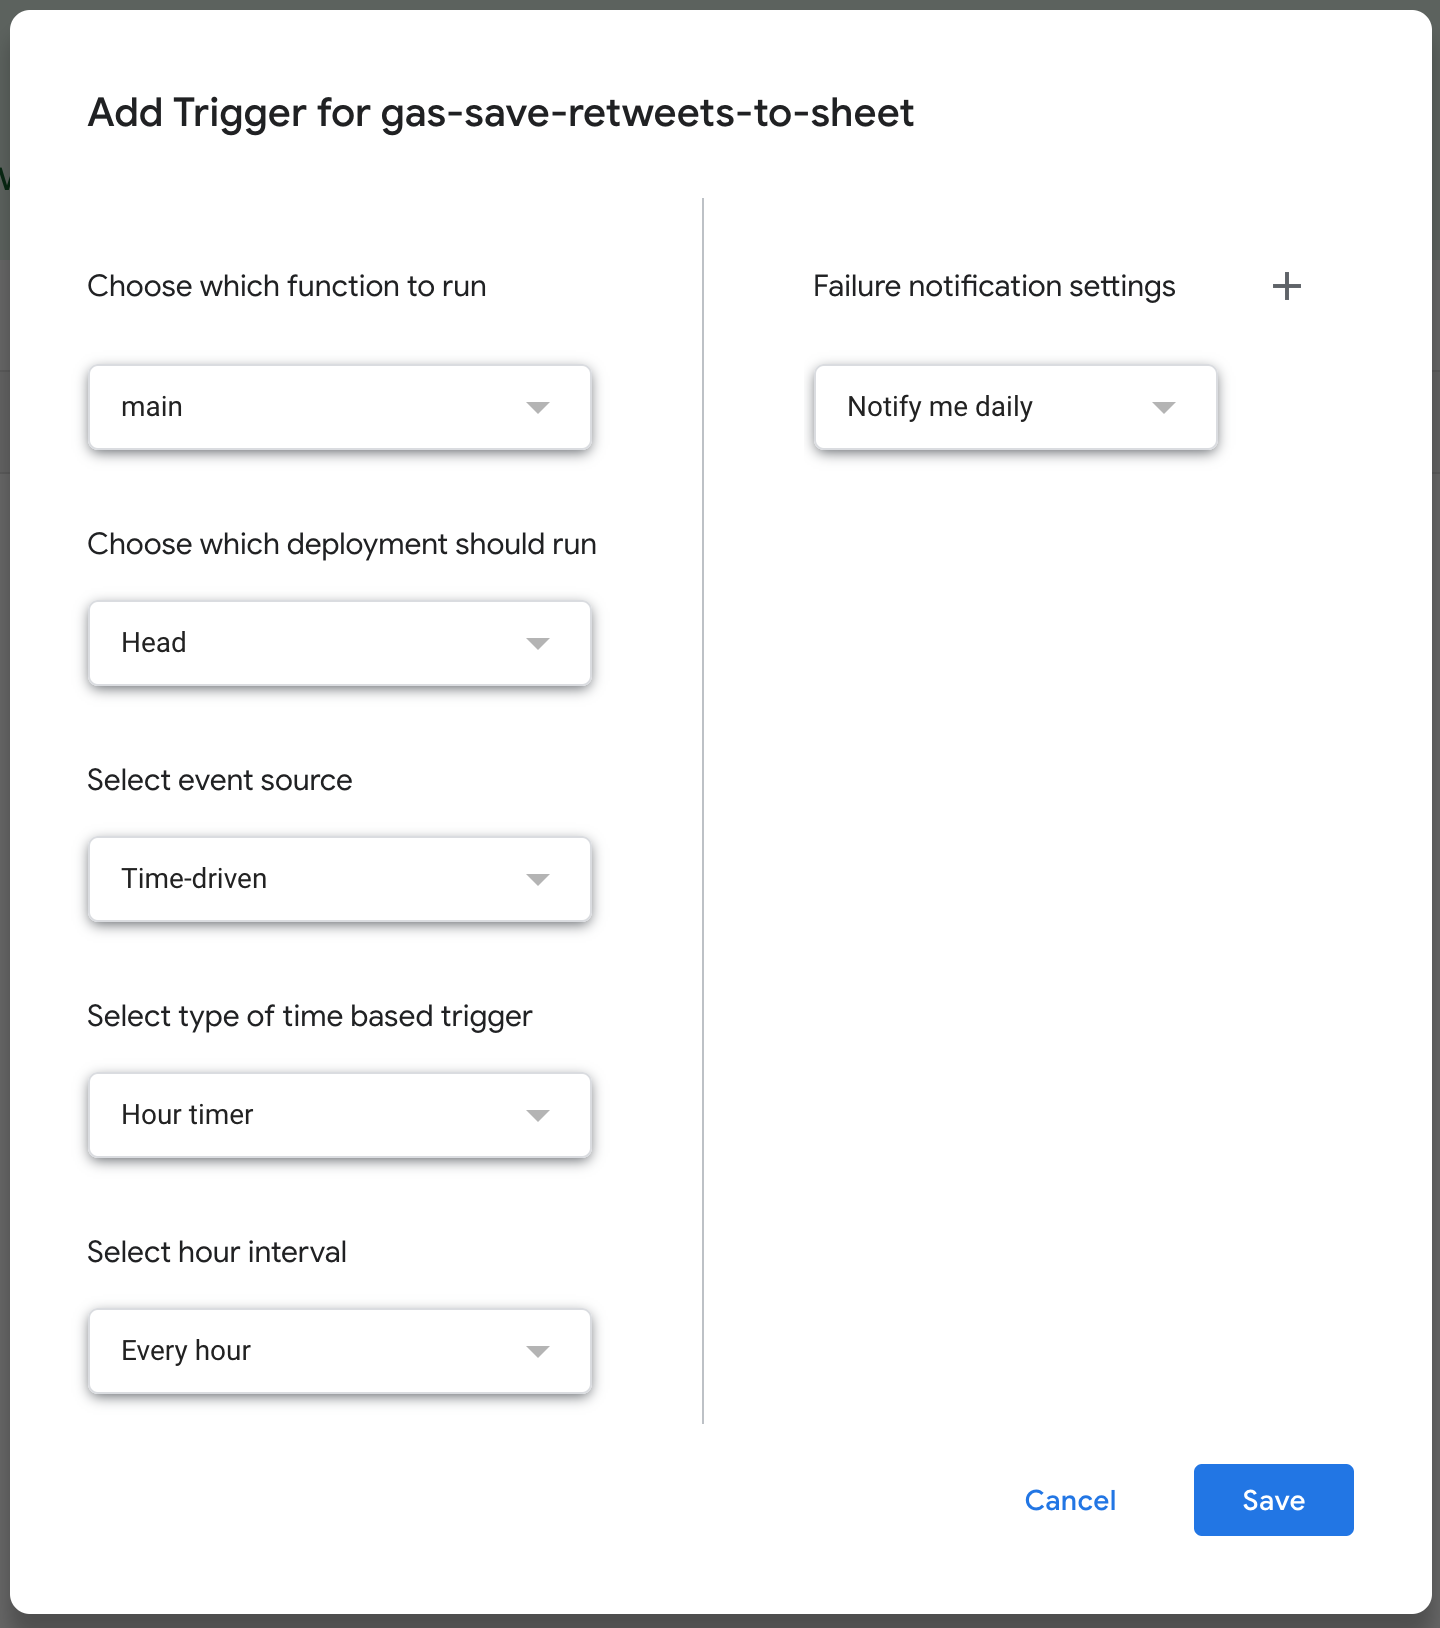 Add Trigger for gas-save-retweets-to-sheet
Choose which function to run
main
Choose which deployment should run
Head
Select event source
Time-driven
Select type of time based trigger
Hour timer
Select hour interval
Every hour
Failure notification settings
Notify me daily
Cancel
Save